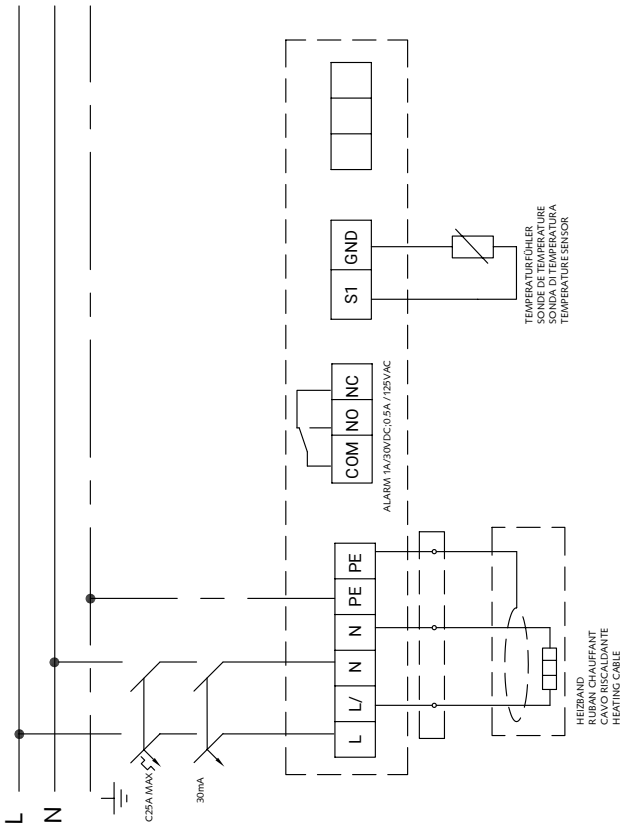 L
N
C25A MAX
30mA
L
L/
N
N
PE
PE
COM
NO
NC
ALARM 1A/30VDC;0.5A /125VAC
S1
GND
TEMPERATURFÜHLER
SONDE DE TEMPERATURE
SONDA DI TEMPERATURA
TEMPERATURE SENSOR
HEIZBAND
RUBAN CHAUFFANT
CAVO RISCALDANTE
HEATING CABLE